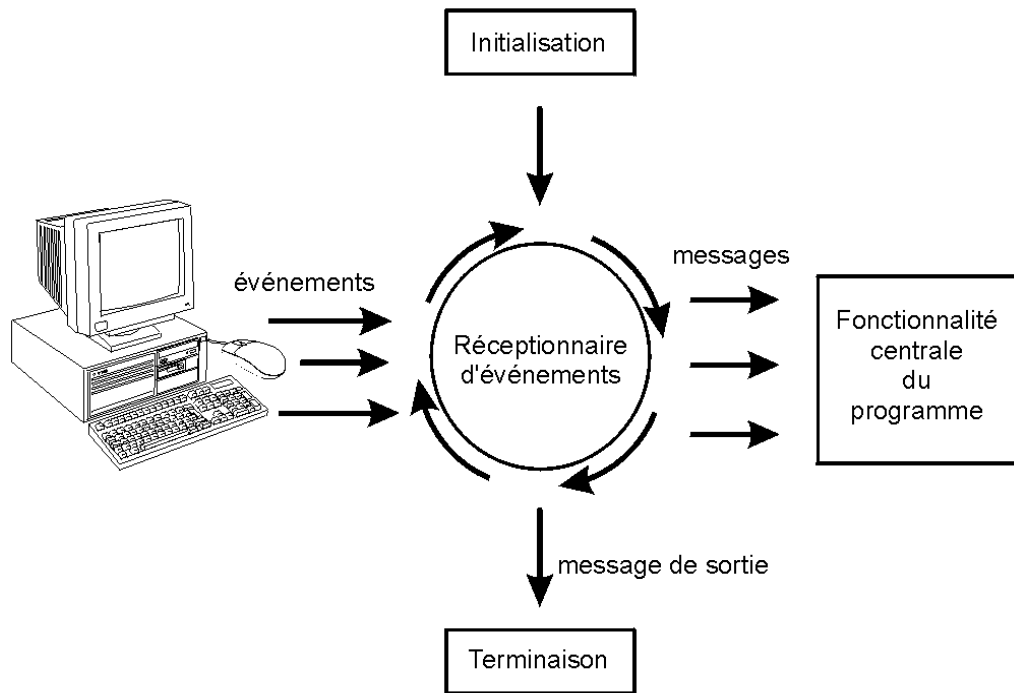 Initialisation
événements
messages
Réceptionnaire
d'événements
Fonctionnalité
centrale
du
programme
message de sortie
Terminaison